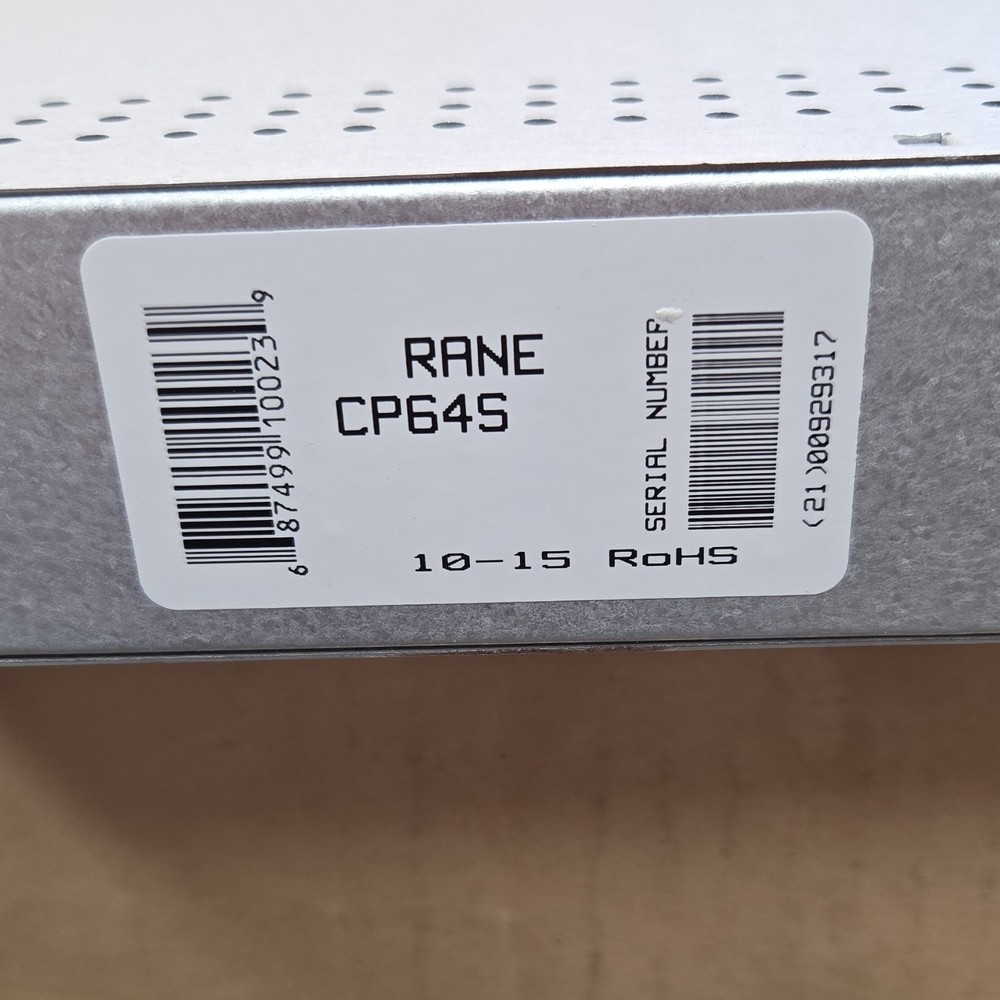 6 87499 10023 9
RANE
CP64S
SERIAL NUMBER
(21)00929317
10-15 RoHS